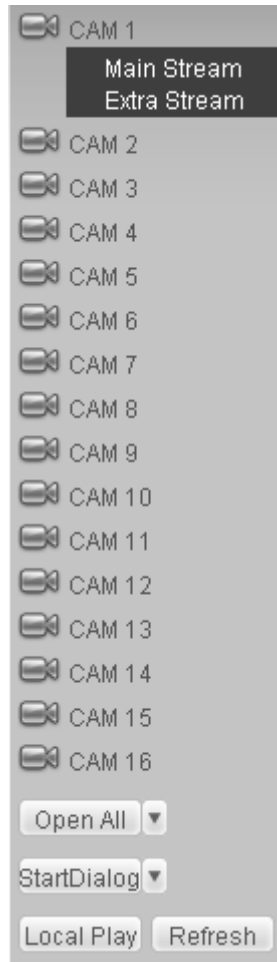 CAM 1
Main Stream
Extra Stream
CAM 2
CAM 3
CAM 4
CAM 5
CAM 6
CAM 7
CAM 8
CAM 9
CAM 10
CAM 11
CAM 12
CAM 13
CAM 14
CAM 15
CAM 16
Open All
StartDialog
Local Play Refresh